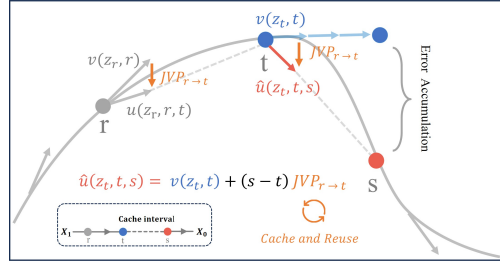 v(z_t, t)
v(z_r, r)
JVP_{r→t}
JVP_{r→t}
t
û(z_t, t, s)
u(z_r, r, t)
r
Error Accumulation
s
û(z_t, t, s) = v(z_t, t) + (s − t) JVP_{r→t}
Cache interval
X_1 r t s X_0
Cache and Reuse